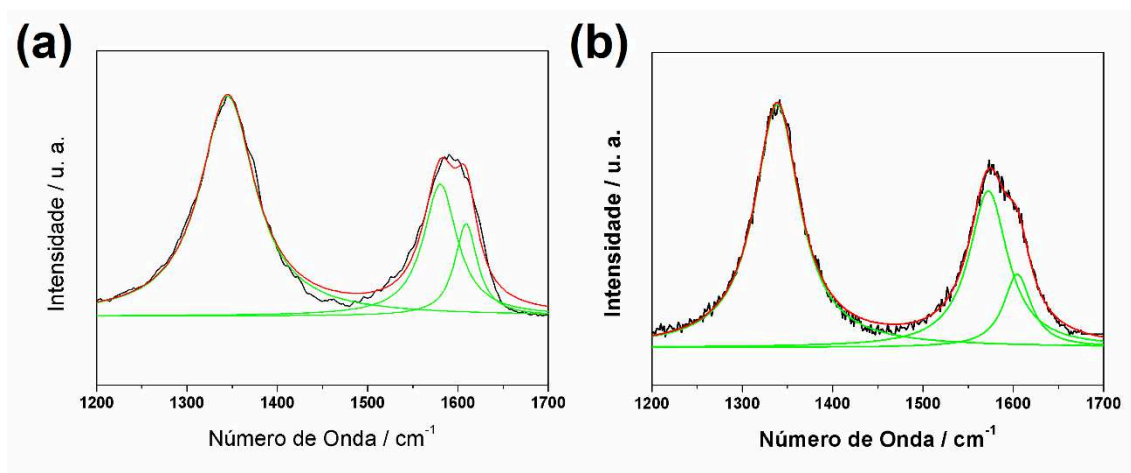 (a)
Intensidade / u. a.
1200 1300 1400 1500 1600 1700
Número de Onda / cm⁻¹
(b)
Intensidade / u. a.
1200 1300 1400 1500 1600 1700
Número de Onda / cm⁻¹